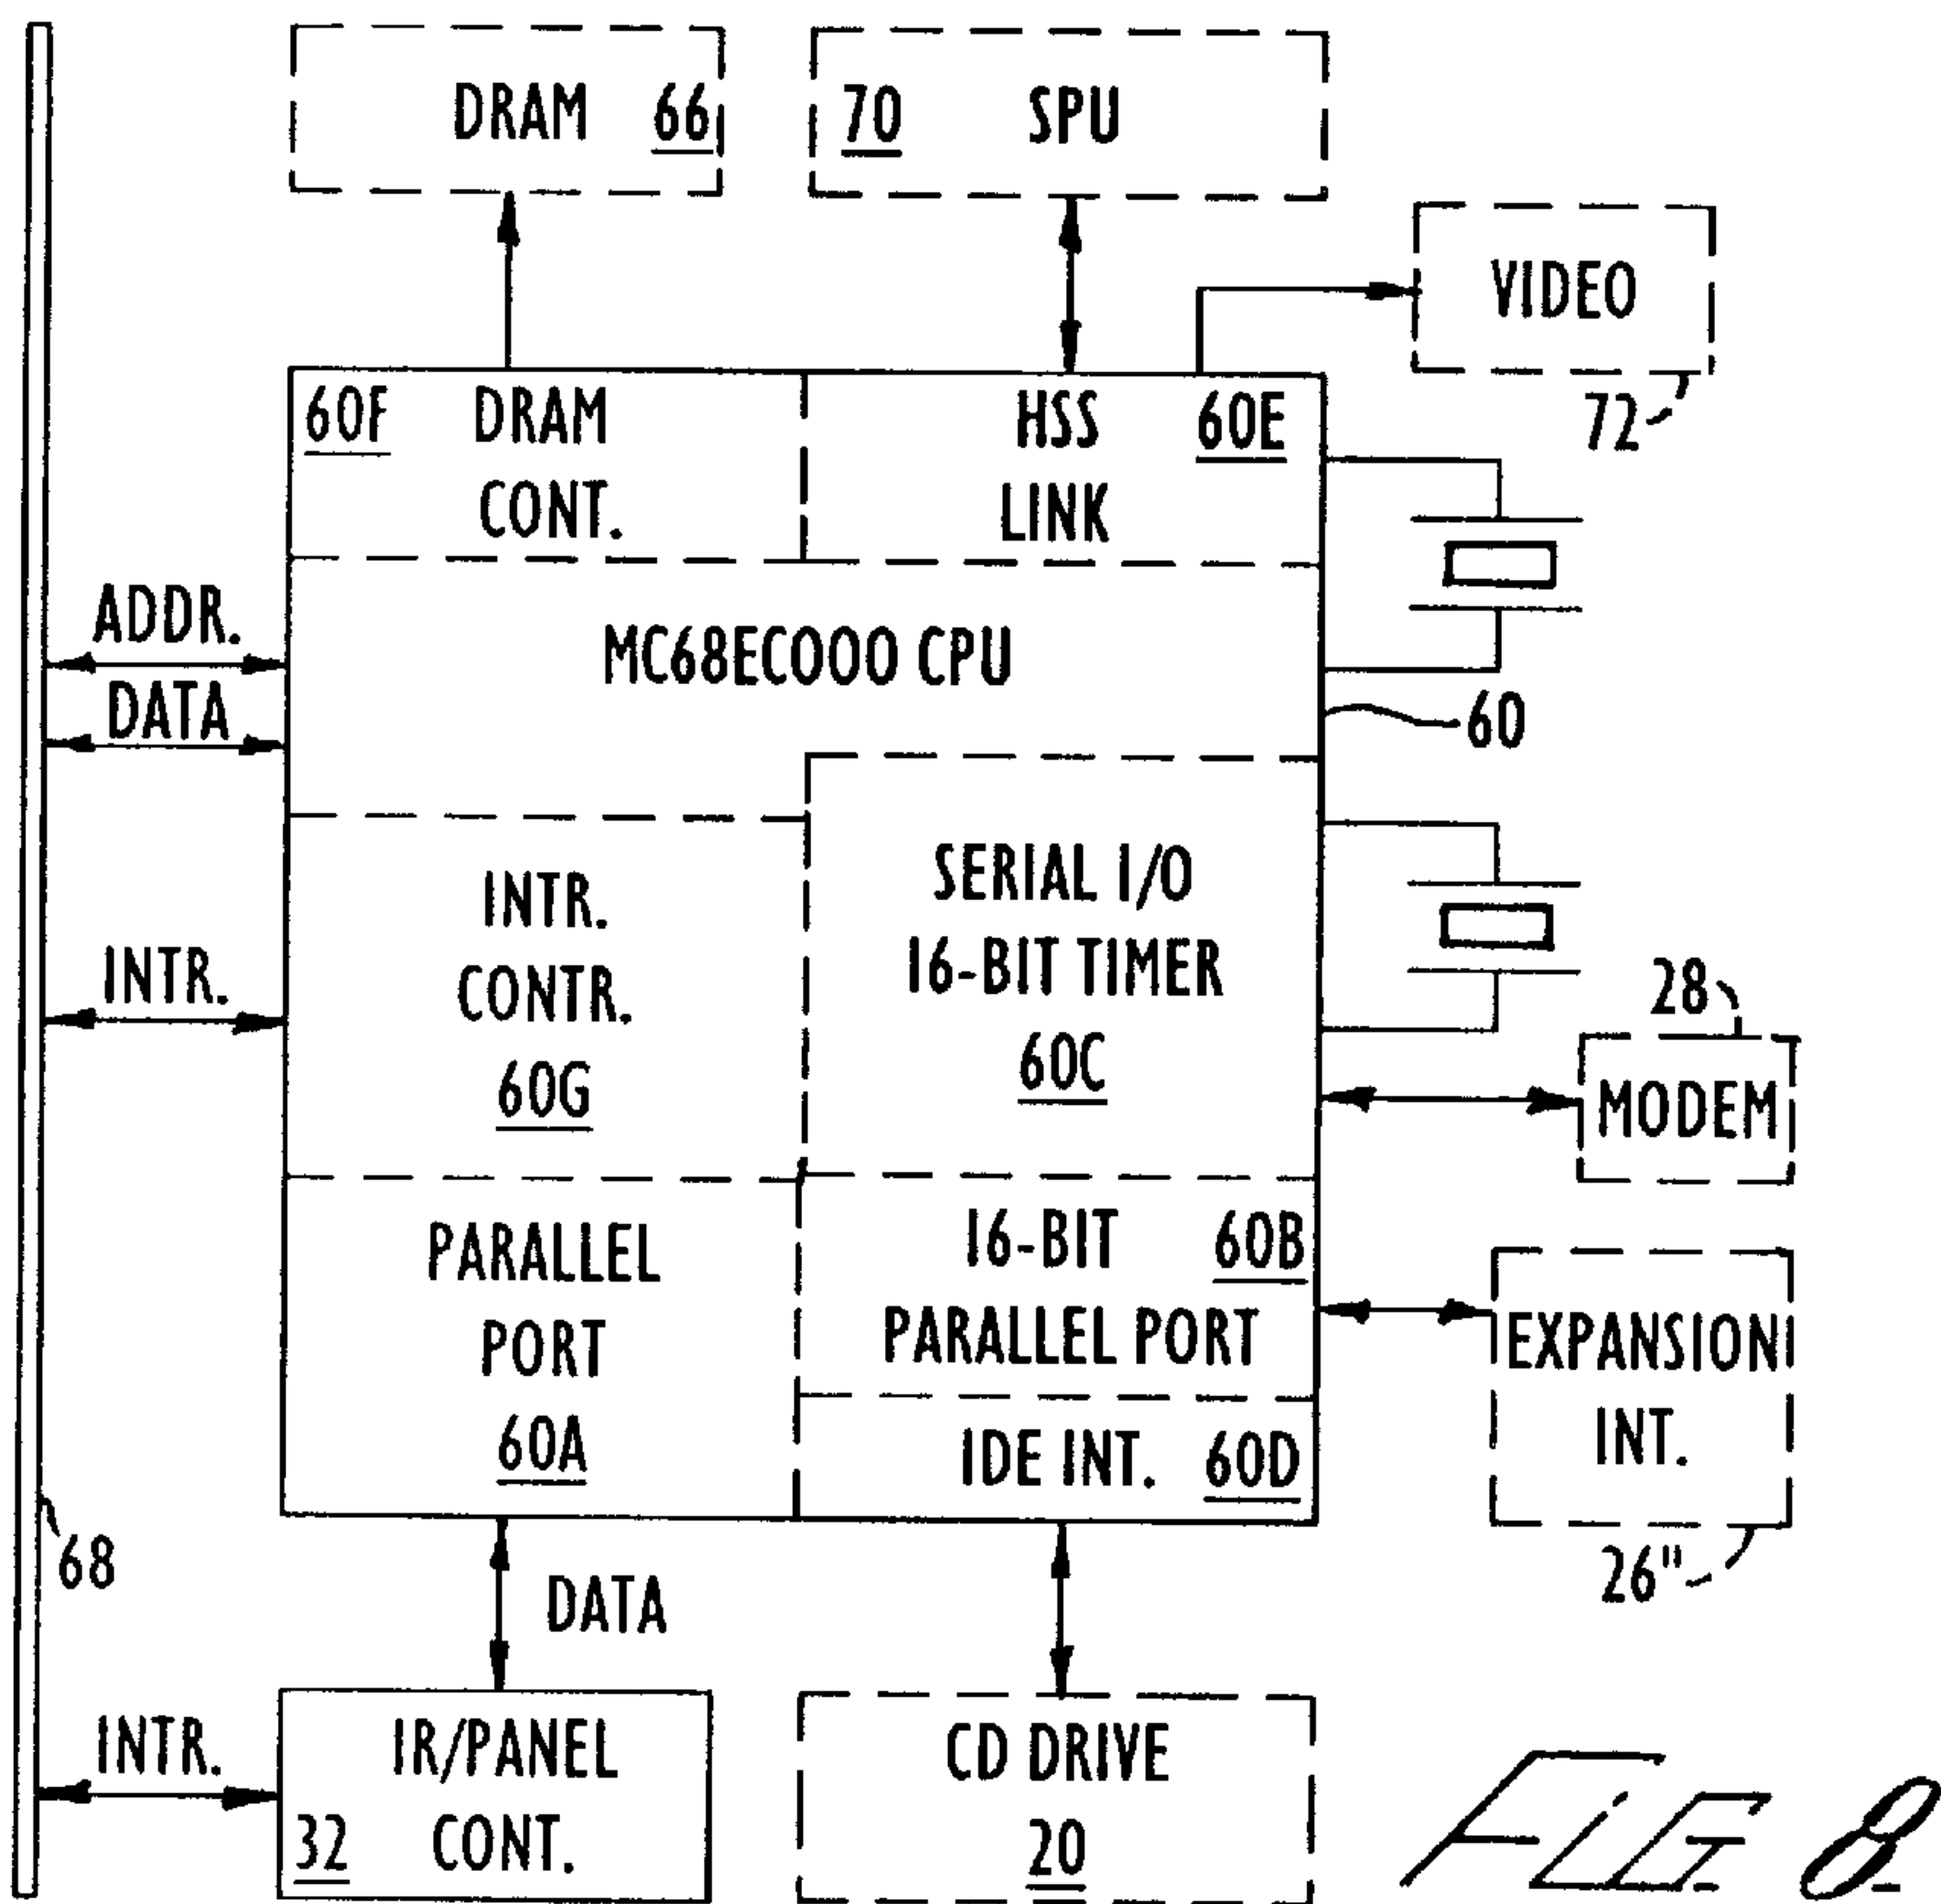 DRAM 66
70 SPU
VIDEO
72
60F DRAM
CONT.
HSS 60E
LINK
ADDR.
MC68EC000 CPU
DATA
60
INTR.
CONTR.
60G
SERIAL I/O
16-BIT TIMER
60C
INTR.
28
MODEM
PARALLEL
PORT
60A
16-BIT 60B
PARALLEL PORT
IDE INT. 60D
EXPANSION
INT.
26"
68
DATA
INTR.
IR/PANEL
32 CONT.
CD DRIVE
20
FIG. 8